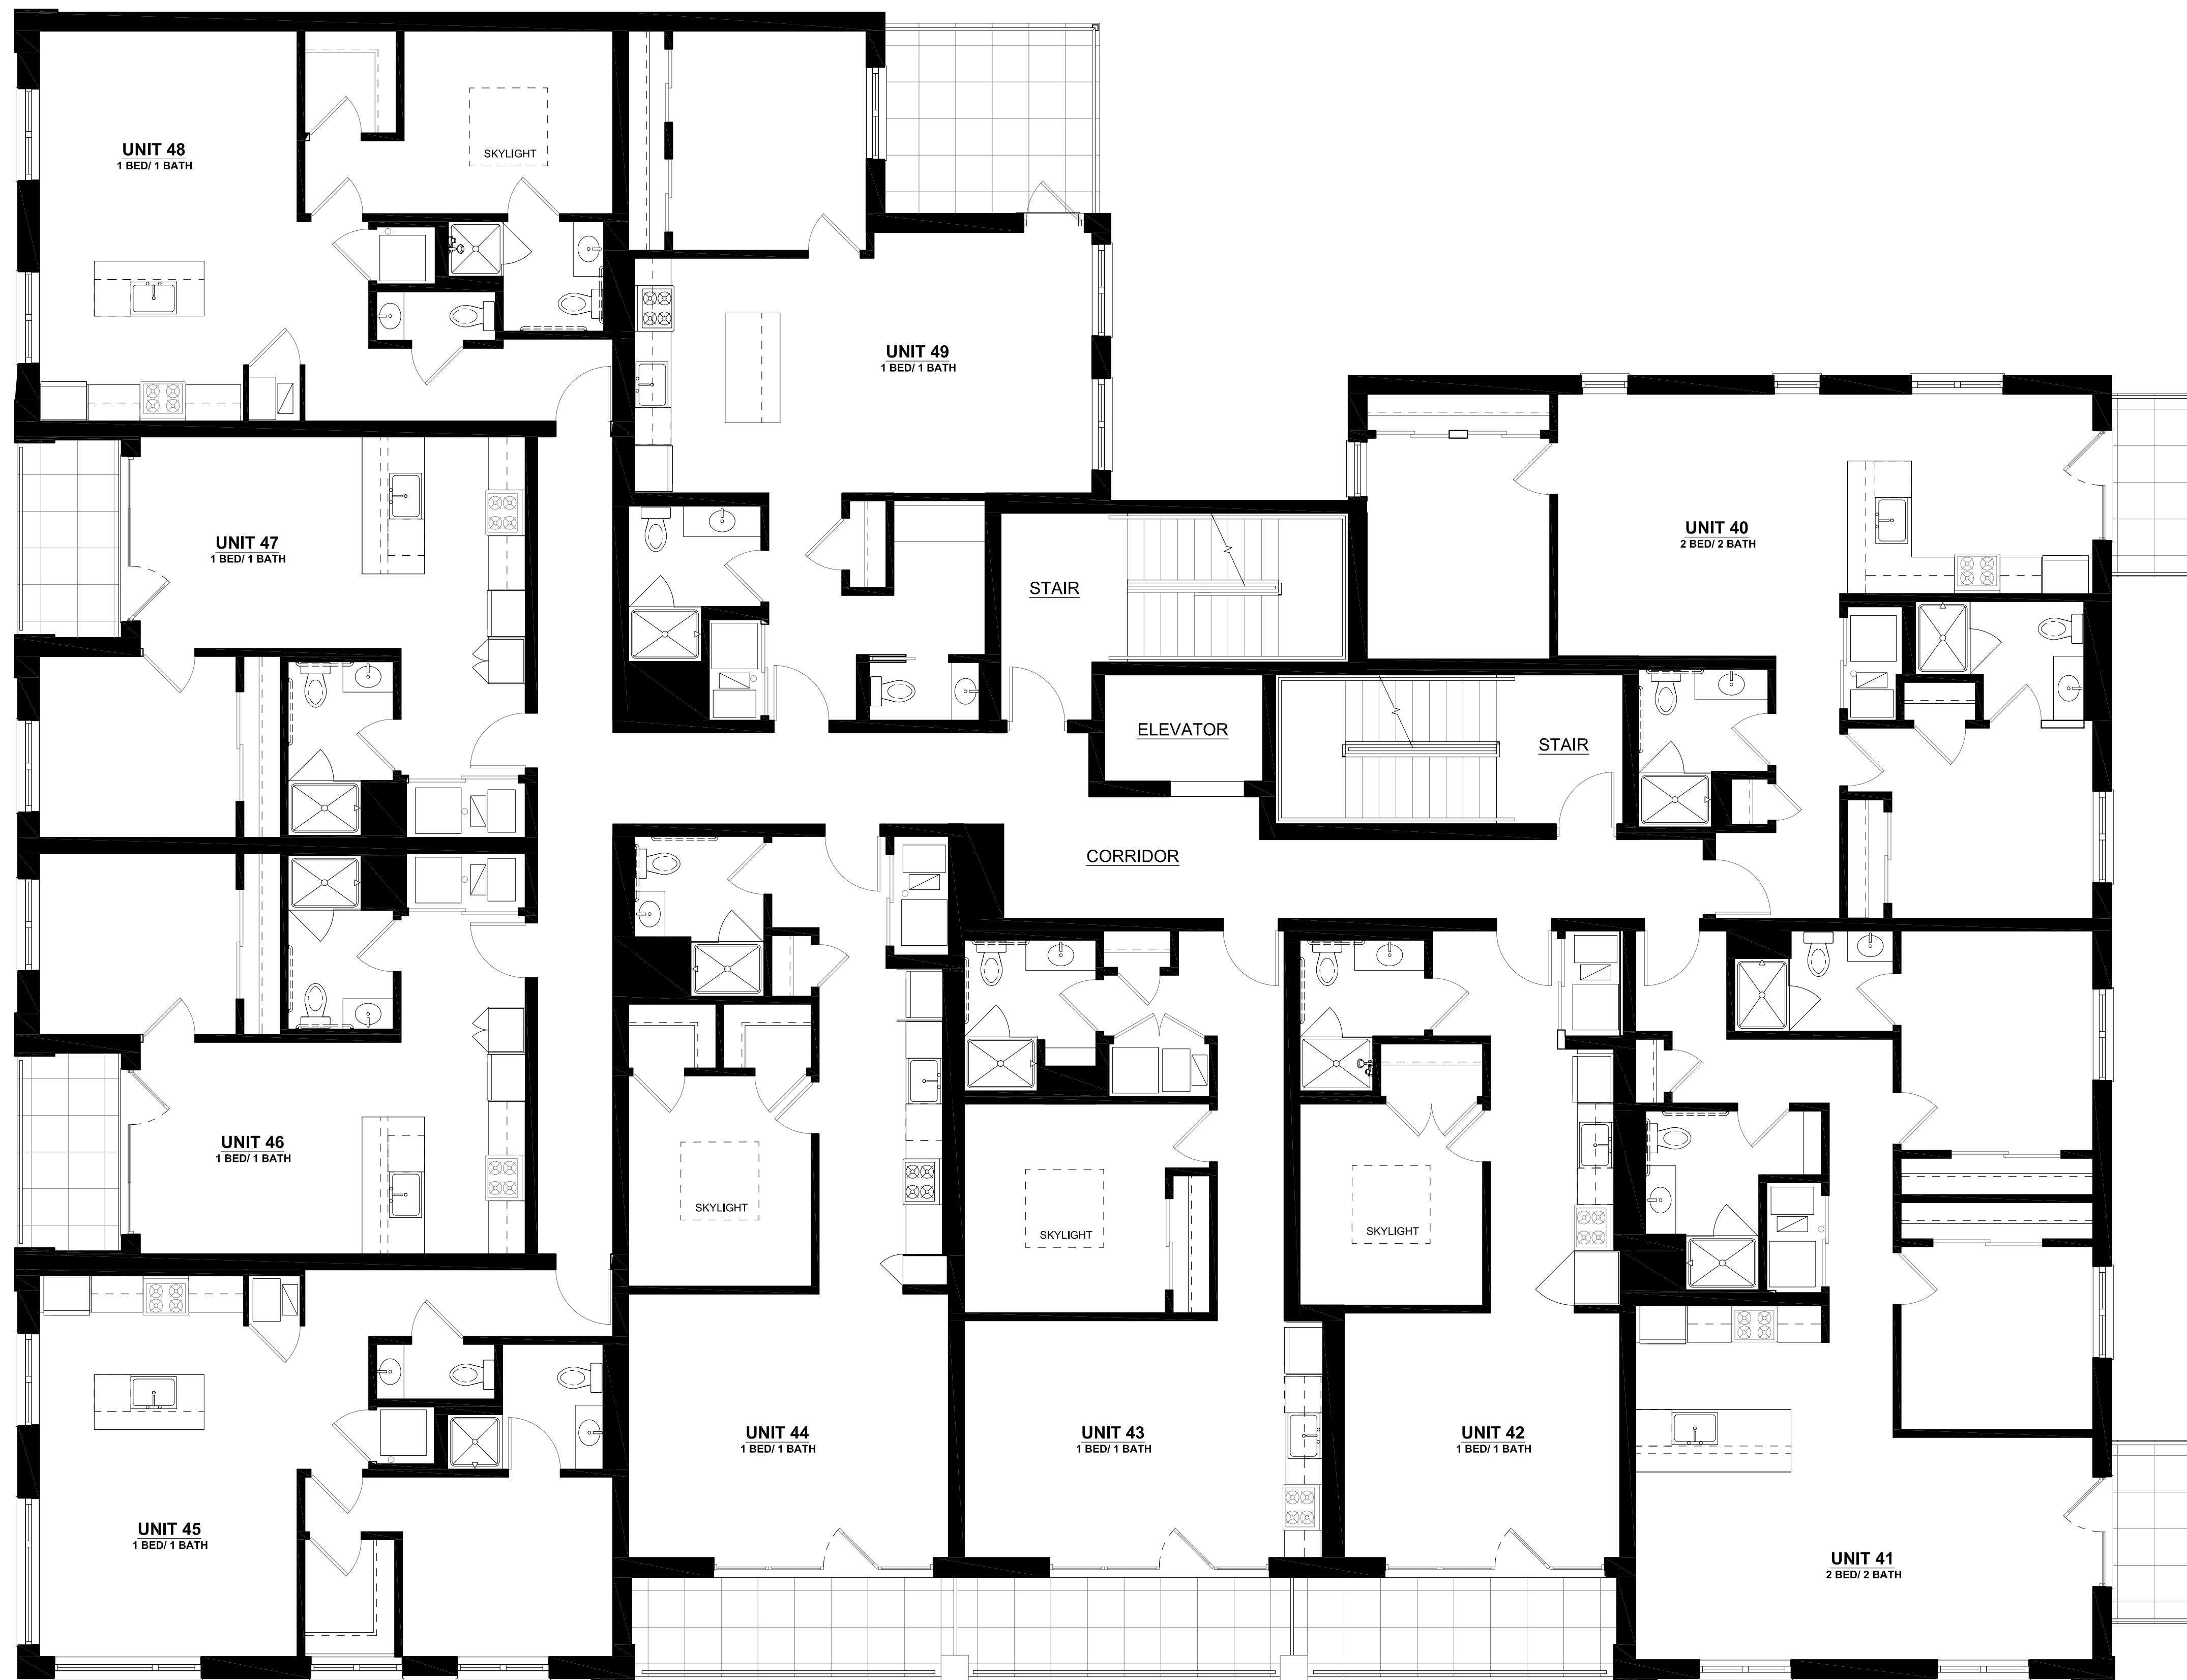 UNIT 48
1 BED/ 1 BATH
SKYLIGHT
UNIT 49
1 BED/ 1 BATH
UNIT 47
1 BED/ 1 BATH
UNIT 40
2 BED/ 2 BATH
STAIR
ELEVATOR
STAIR
CORRIDOR
UNIT 46
1 BED/ 1 BATH
SKYLIGHT
SKYLIGHT
SKYLIGHT
UNIT 44
1 BED/ 1 BATH
UNIT 43
1 BED/ 1 BATH
UNIT 42
1 BED/ 1 BATH
UNIT 45
1 BED/ 1 BATH
UNIT 41
2 BED/ 2 BATH